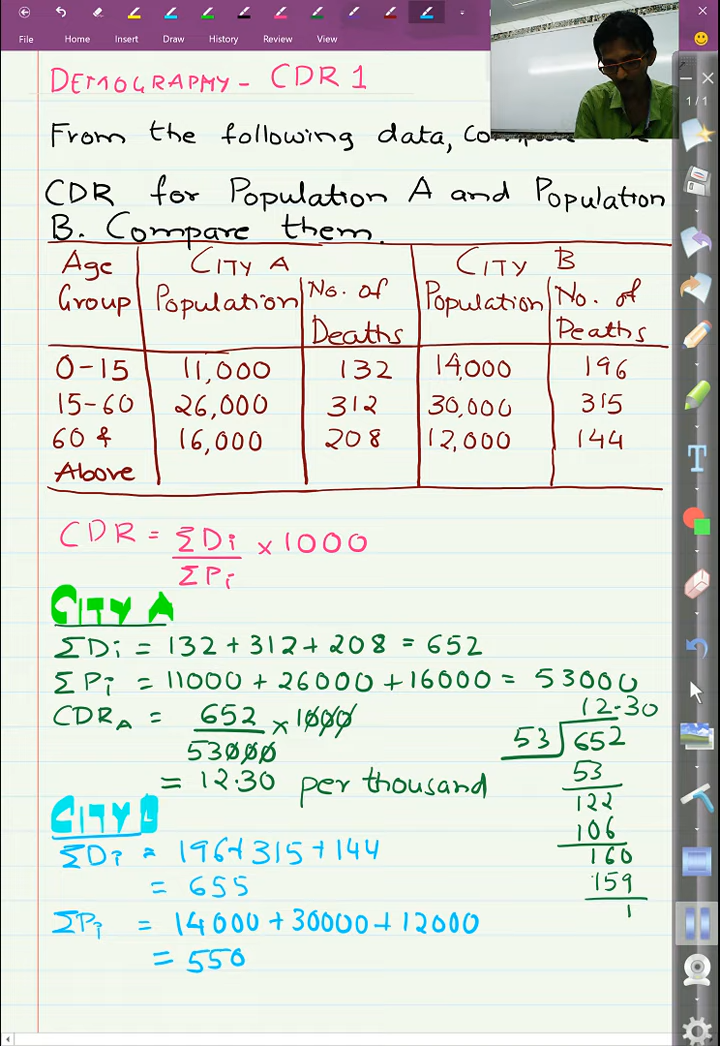 File Home Insert Draw History Review View
1/1
DEMOGRAPHY - CDR 1
From the following data,
CDR for Population A and Population
B. Compare them.
Age CITY A CITY B
Group Population No. of Population No. of
Deaths Deaths
0-15 11,000 132 14,000 196
15-60 26,000 312 30,000 315
60 & 16,000 208 12,000 144
Above
CDR = ΣDi × 1000
ΣPi
CITY A
ΣDi = 132 + 312 + 208 = 652
ΣPi = 11000 + 26000 + 16000 = 53000
CDR A = 652 × 1000
53000
= 12.30 per thousand
12.30
53 652
53
122
106
160
159
1
CITY B
ΣDi = 196 + 315 + 144
= 655
ΣPi = 14000 + 30000 + 12000
= 550
T